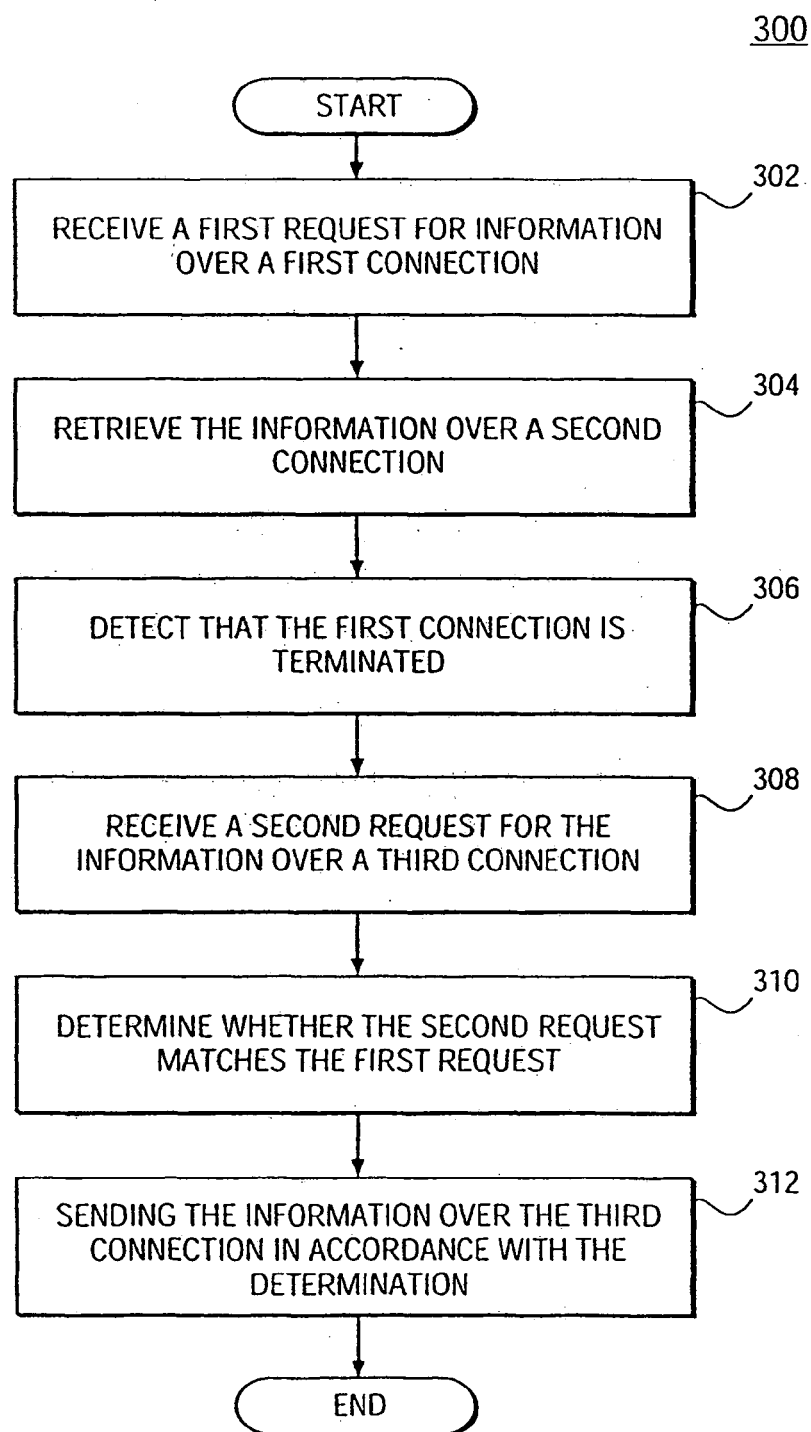 300
START
302
RECEIVE A FIRST REQUEST FOR INFORMATION
OVER A FIRST CONNECTION
304
RETRIEVE THE INFORMATION OVER A SECOND
CONNECTION
306
DETECT THAT THE FIRST CONNECTION IS
TERMINATED
308
RECEIVE A SECOND REQUEST FOR THE
INFORMATION OVER A THIRD CONNECTION
310
DETERMINE WHETHER THE SECOND REQUEST
MATCHES THE FIRST REQUEST
312
SENDING THE INFORMATION OVER THE THIRD
CONNECTION IN ACCORDANCE WITH THE
DETERMINATION
END